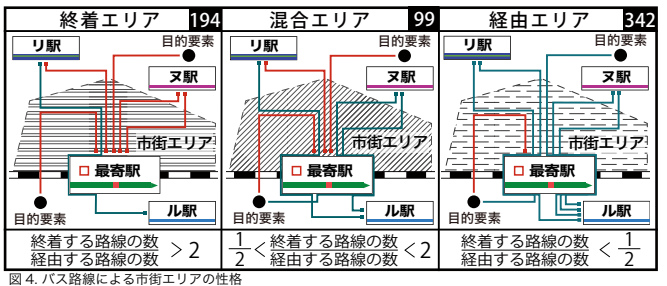 終着エリア 194
リ駅
目的要素
ヌ駅
市街エリア
最寄駅
目的要素
ル駅
終着する路線の数
経由する路線の数
> 2
混合エリア 99
リ駅
目的要素
ヌ駅
市街エリア
最寄駅
目的要素
ル駅
1
2
<
終着する路線の数
経由する路線の数
< 2
経由エリア 342
リ駅
目的要素
ヌ駅
市街エリア
最寄駅
目的要素
ル駅
終着する路線の数
経由する路線の数
<
1
2
図 4. バス路線による市街エリアの性格